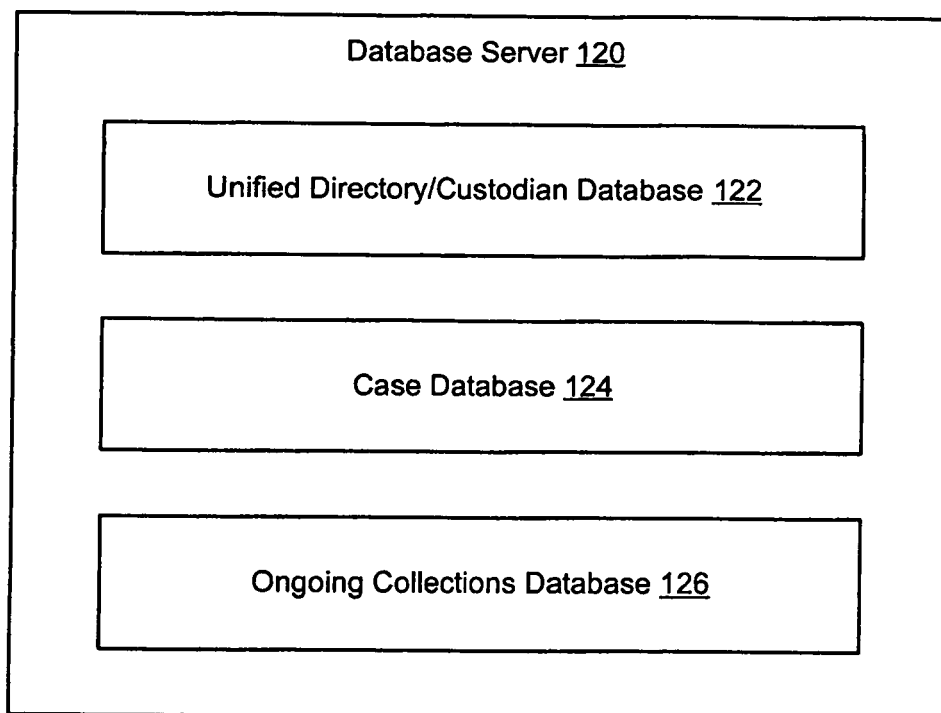 Database Server 120
Unified Directory/Custodian Database 122
Case Database 124
Ongoing Collections Database 126